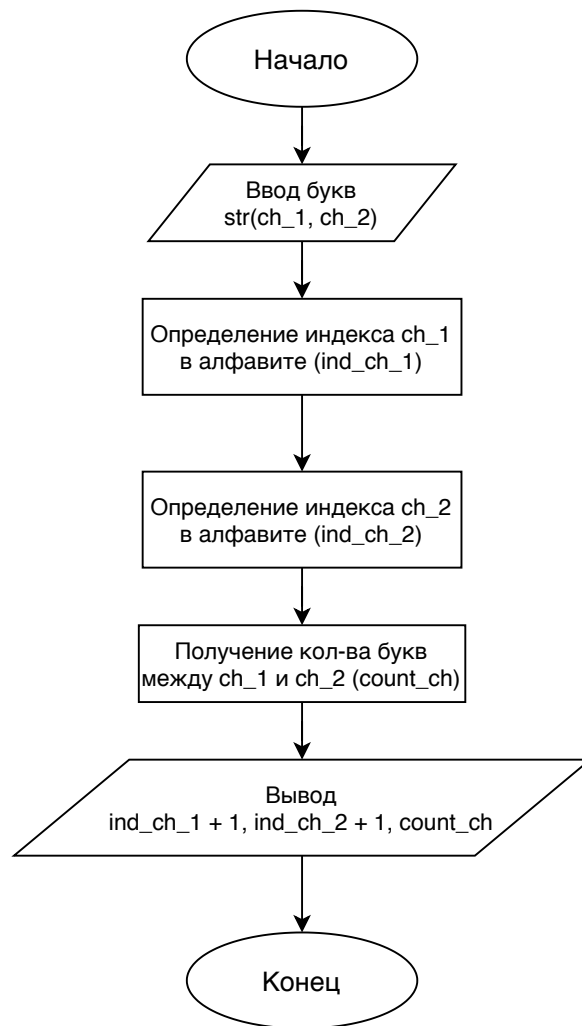 Начало
Ввод букв
str(ch_1, ch_2)
Определение индекса ch_1
в алфавите (ind_ch_1)
Определение индекса ch_2
в алфавите (ind_ch_2)
Получение кол-ва букв
между ch_1 и ch_2 (count_ch)
Вывод
ind_ch_1 + 1, ind_ch_2 + 1, count_ch
Конец